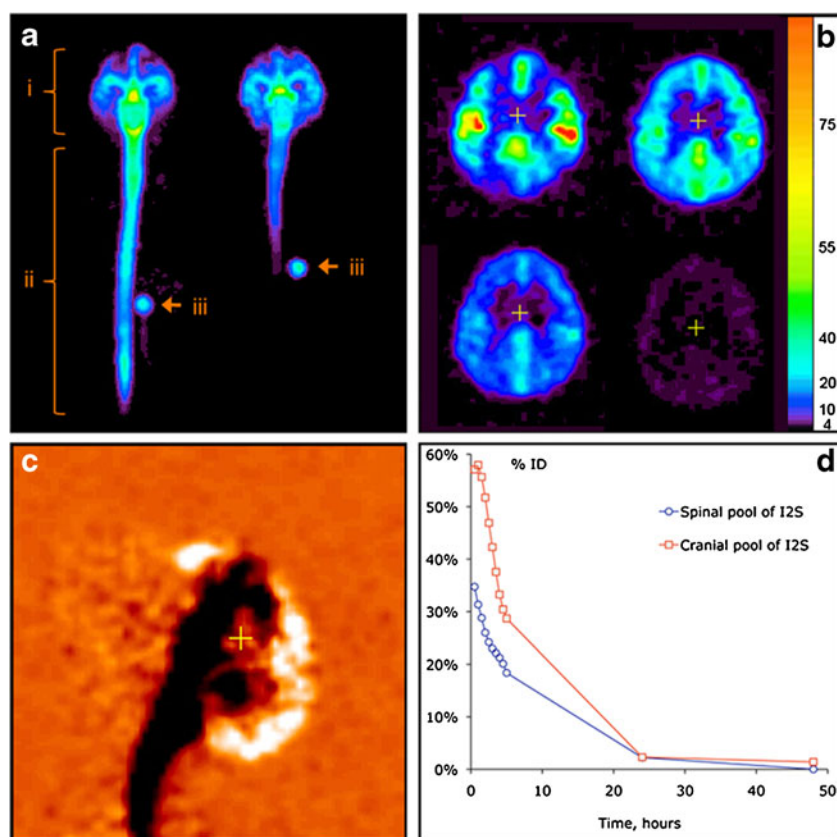 a
i
ii
iii
iii
b
75
55
40
20
10
4
c
d
% ID
60%
50%
40%
30%
20%
10%
0%
Spinal pool of I2S
Cranial pool of I2S
0 10 20 30 40 50
Time, hours